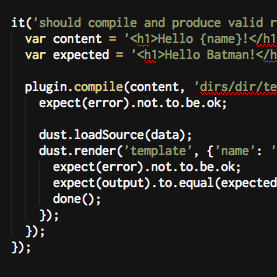 it('should compile and produce valid r
var content = '<h1>Hello {name}!</h1
var expected = '<h1>Hello Batman!</h
plugin.compile(content, 'dirs/dir/te
expect(error).not.to.be.ok;
dust.loadSource(data);
dust.render('template', {'name': '
expect(error).not.to.be.ok;
expect(output).to.equal(expected
done();
});
});
});